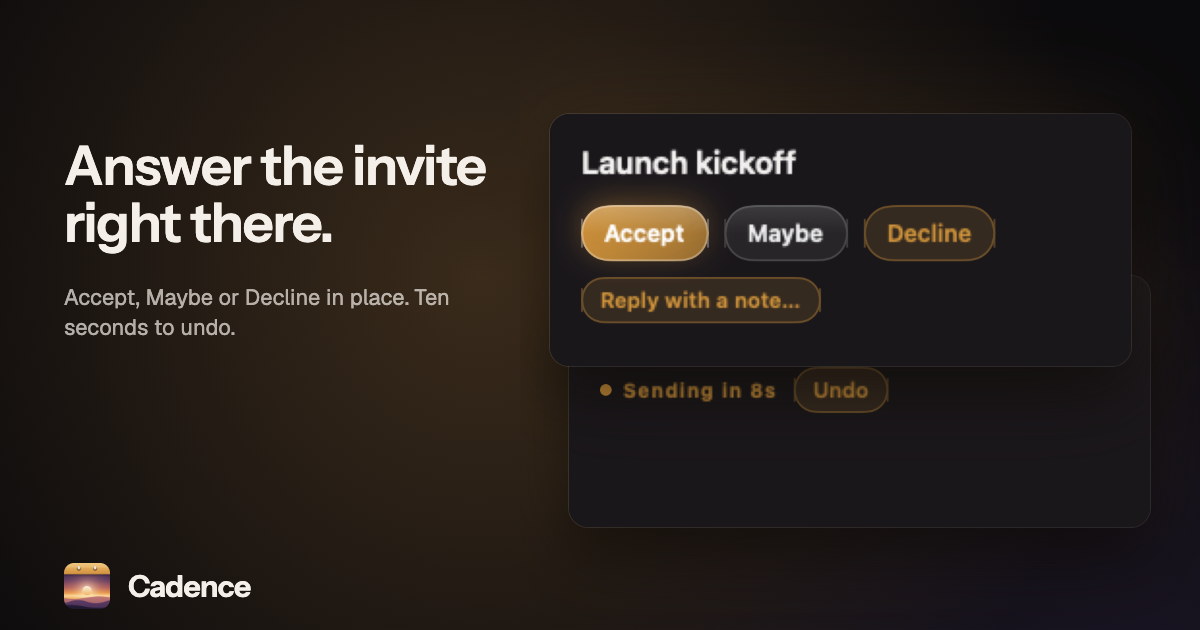 Answer the invite
right there.
Accept, Maybe or Decline in place. Ten
seconds to undo.
Launch kickoff
Accept Maybe Decline
Reply with a note...
Sending in 8s Undo
Cadence